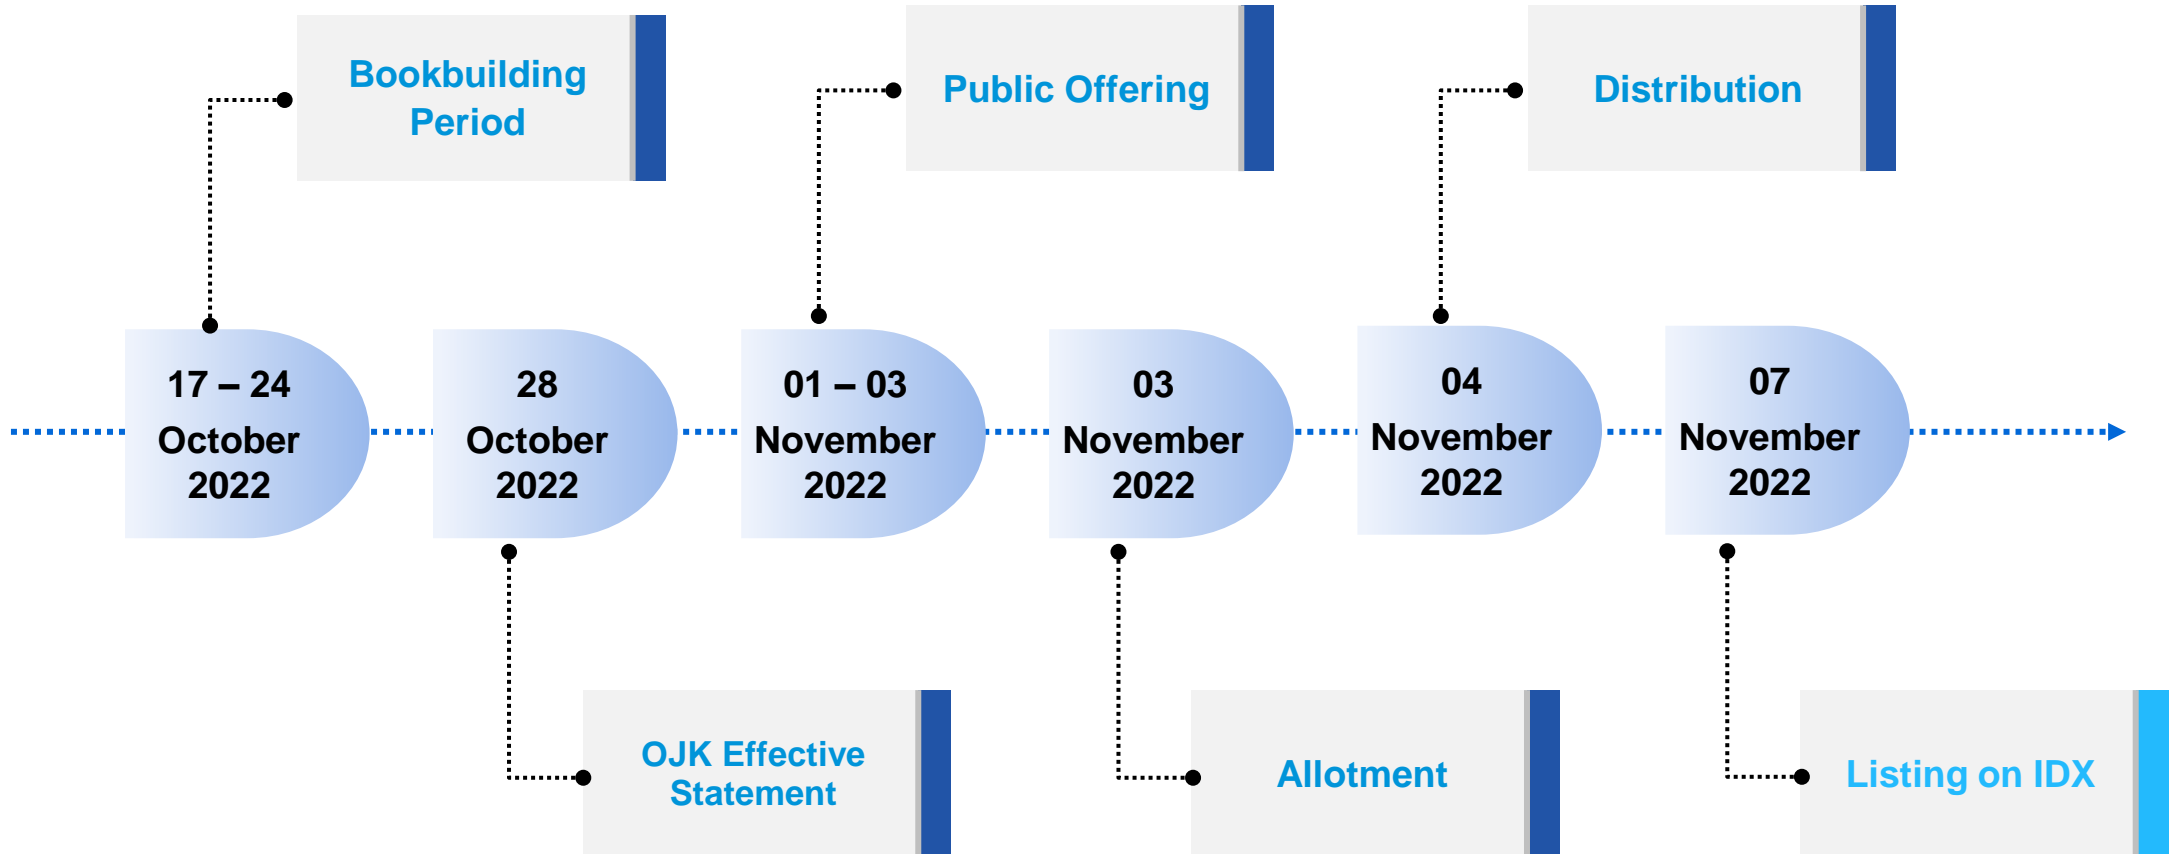 Bookbuilding
Period
Public Offering
Distribution
17 – 24
October
2022
28
October
2022
01 – 03
November
2022
03
November
2022
04
November
2022
07
November
2022
OJK Effective
Statement
Allotment
Listing on IDX